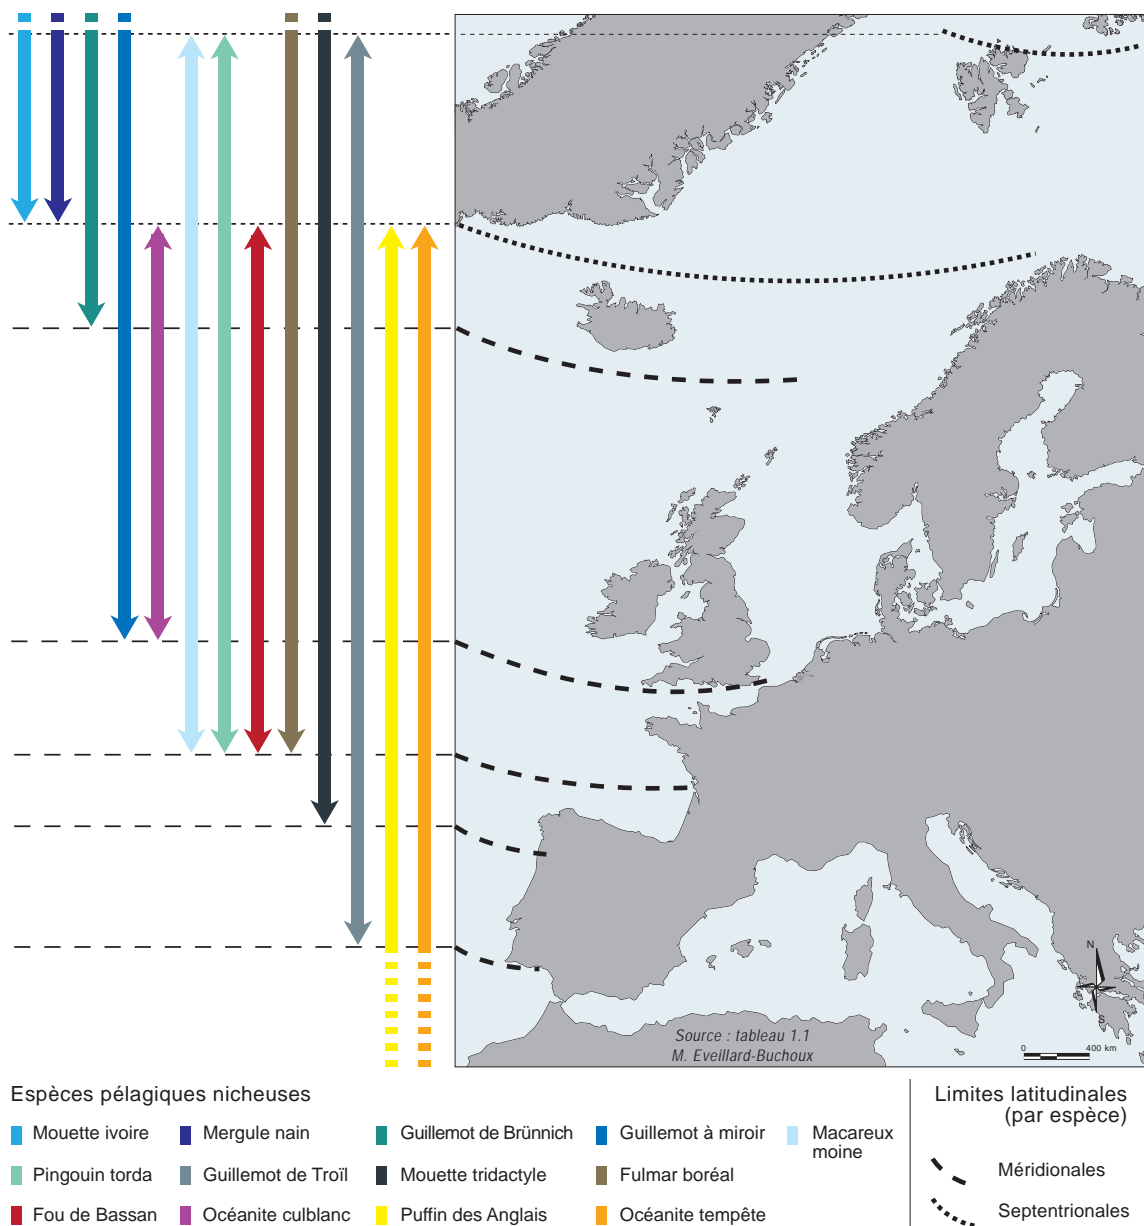 N
S
Source : tableau 1.1
M. Eveillard-Buchoux
0 400 km
Espèces pélagiques nicheuses
Mouette ivoire
Mergule nain
Guillemot de Brünnich
Guillemot à miroir
Macareux
moine
Pingouin torda
Guillemot de Troïl
Mouette tridactyle
Fulmar boréal
Fou de Bassan
Océanite culblanc
Puffin des Anglais
Océanite tempête
Limites latitudinales
(par espèce)
Méridionales
Septentrionales